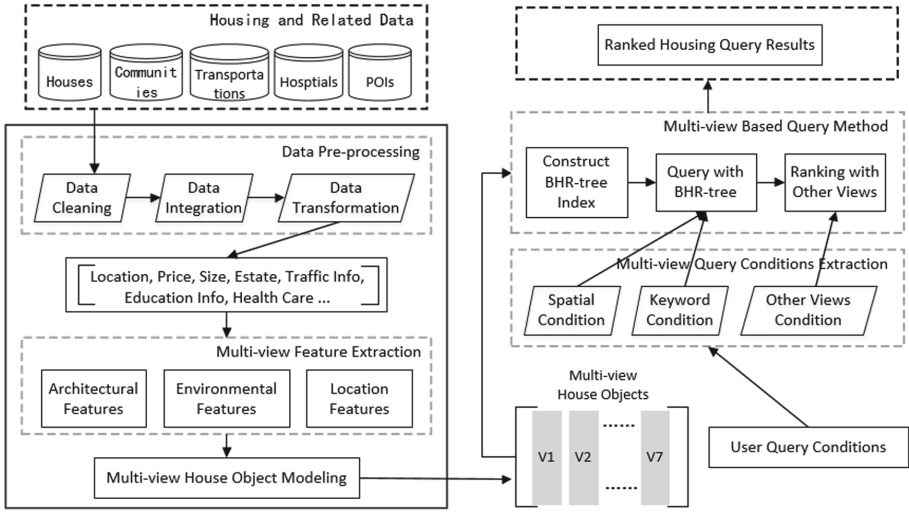 Housing and Related Data
Houses
Communit
ies
Transporta
tions
Hosptials
POIs
Data Pre-processing
Data
Cleaning
Data
Integration
Data
Transformation
Location, Price, Size, Estate, Traffic Info,
Education Info, Health Care ...
Multi-view Feature Extraction
Architectural
Features
Environmental
Features
Location
Features
Multi-view House Object Modeling
Ranked Housing Query Results
Multi-view Based Query Method
Construct
BHR-tree
Index
Query with
BHR-tree
Ranking with
Other Views
Multi-view Query Conditions Extraction
Spatial
Condition
Keyword
Condition
Other Views
Condition
Multi-view
House Objects
V1
V2
......
......
V7
User Query Conditions